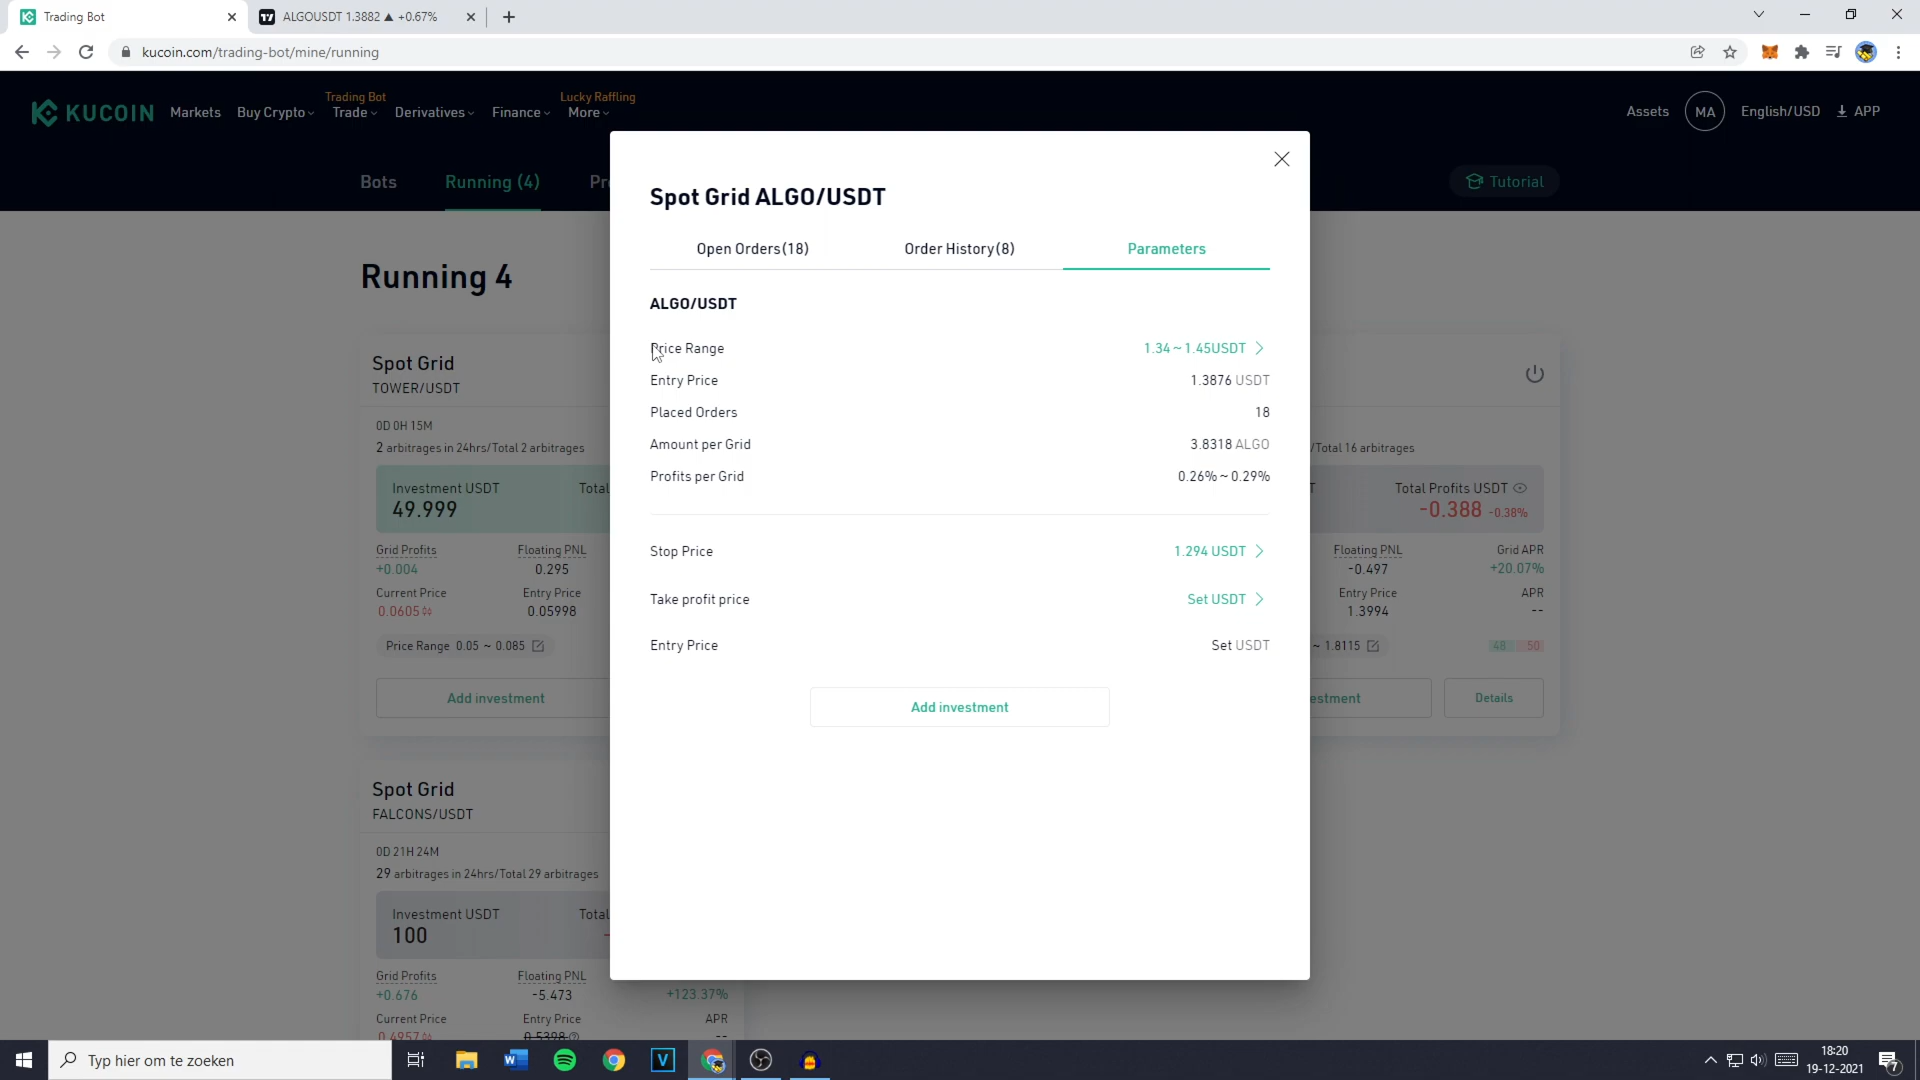 Trading Bot
ALGOUSDT 1.3882 ▲ +0.67%
kucoin.com/trading-bot/mine/running
KUCOIN
Markets
Buy Crypto
Trading Bot
Trade
Derivatives
Finance
Lucky Raffling
More
Assets
MA
English/USD
APP
Bots
Running (4)
Tutorial
Running 4
Spot Grid ALGO/USDT
Open Orders(18)
Order History(8)
Parameters
ALGO/USDT
Price Range 1.34 ~ 1.45USDT
Entry Price 1.3876 USDT
Placed Orders 18
Amount per Grid 3.8318 ALGO
Profits per Grid 0.26% ~ 0.29%
Stop Price 1.294 USDT
Take profit price Set USDT
Entry Price Set USDT
Add investment
Spot Grid
TOWER/USDT
0D 0H 15M
2 arbitrages in 24hrs/Total 2 arbitrages
Investment USDT
49.999
Grid Profits
+0.004
Floating PNL
0.295
Current Price
0.0605
Entry Price
0.05998
Price Range 0.05 ~ 0.085
Add investment
/Total 16 arbitrages
Total Profits USDT
-0.388 -0.38%
Floating PNL
-0.497
Grid APR
+20.07%
Entry Price
1.3994
APR
--
~ 1.8115
48 50
Details
Spot Grid
FALCONS/USDT
0D 21H 24M
29 arbitrages in 24hrs/Total 29 arbitrages
Investment USDT
100
Grid Profits
+0.676
Floating PNL
-5.473
+123.37%
Current Price
0.4957
Entry Price
0.5398
APR
--
Typ hier om te zoeken
18:20
19-12-2021
7